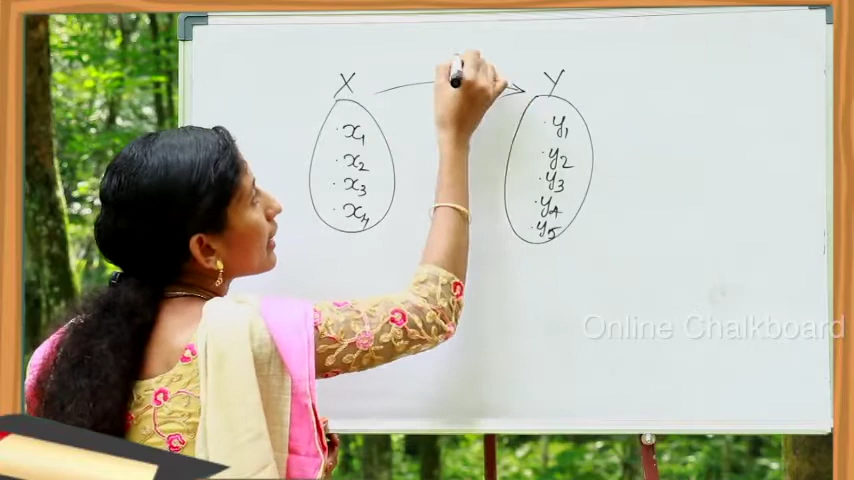 X Y
x₁ y₁
x₂ y₂
x₃ y₃
x₄ y₄
y₅
Online Chalkboard